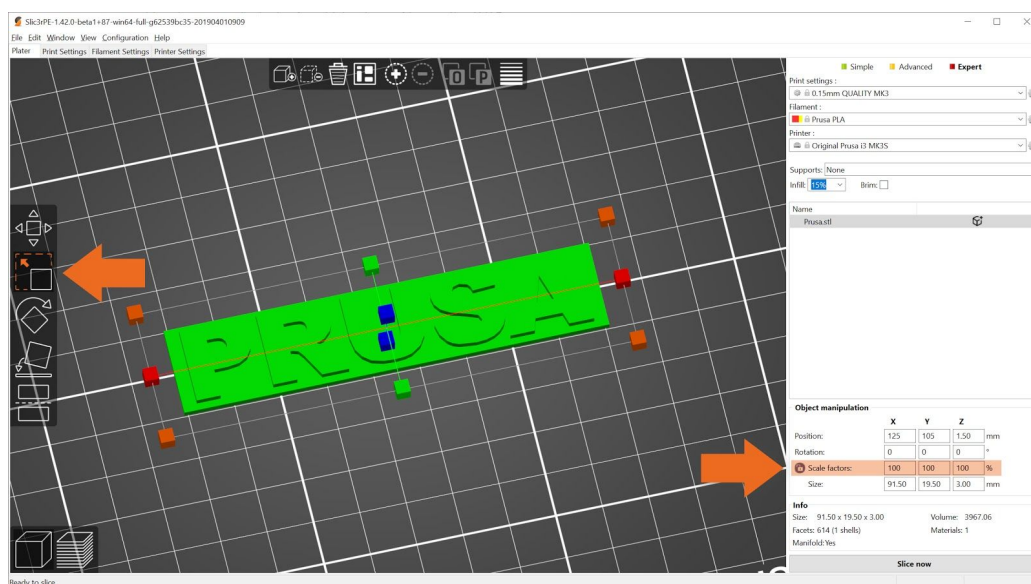 Slic3rPE-1.42.0-beta1+87-win64-full-g62539bc35-201904010909
File Edit Window View Configuration Help
Plater Print Settings Filament Settings Printer Settings
Simple Advanced Expert
Print settings :
0.15mm QUALITY MK3
Filament :
Prusa PLA
Printer :
Original Prusa i3 MK3S
Supports: None
Infill: 15% Brim:
Name
Prusa.stl
PRUSA
Object manipulation
X Y Z
Position: 125 105 1.50 mm
Rotation: 0 0 0 °
Scale factors: 100 100 100 %
Size: 91.50 19.50 3.00 mm
Info
Size: 91.50 x 19.50 x 3.00 Volume: 3967.06
Facets: 614 (1 shells) Materials: 1
Manifold:Yes
Slice now
Ready to slice